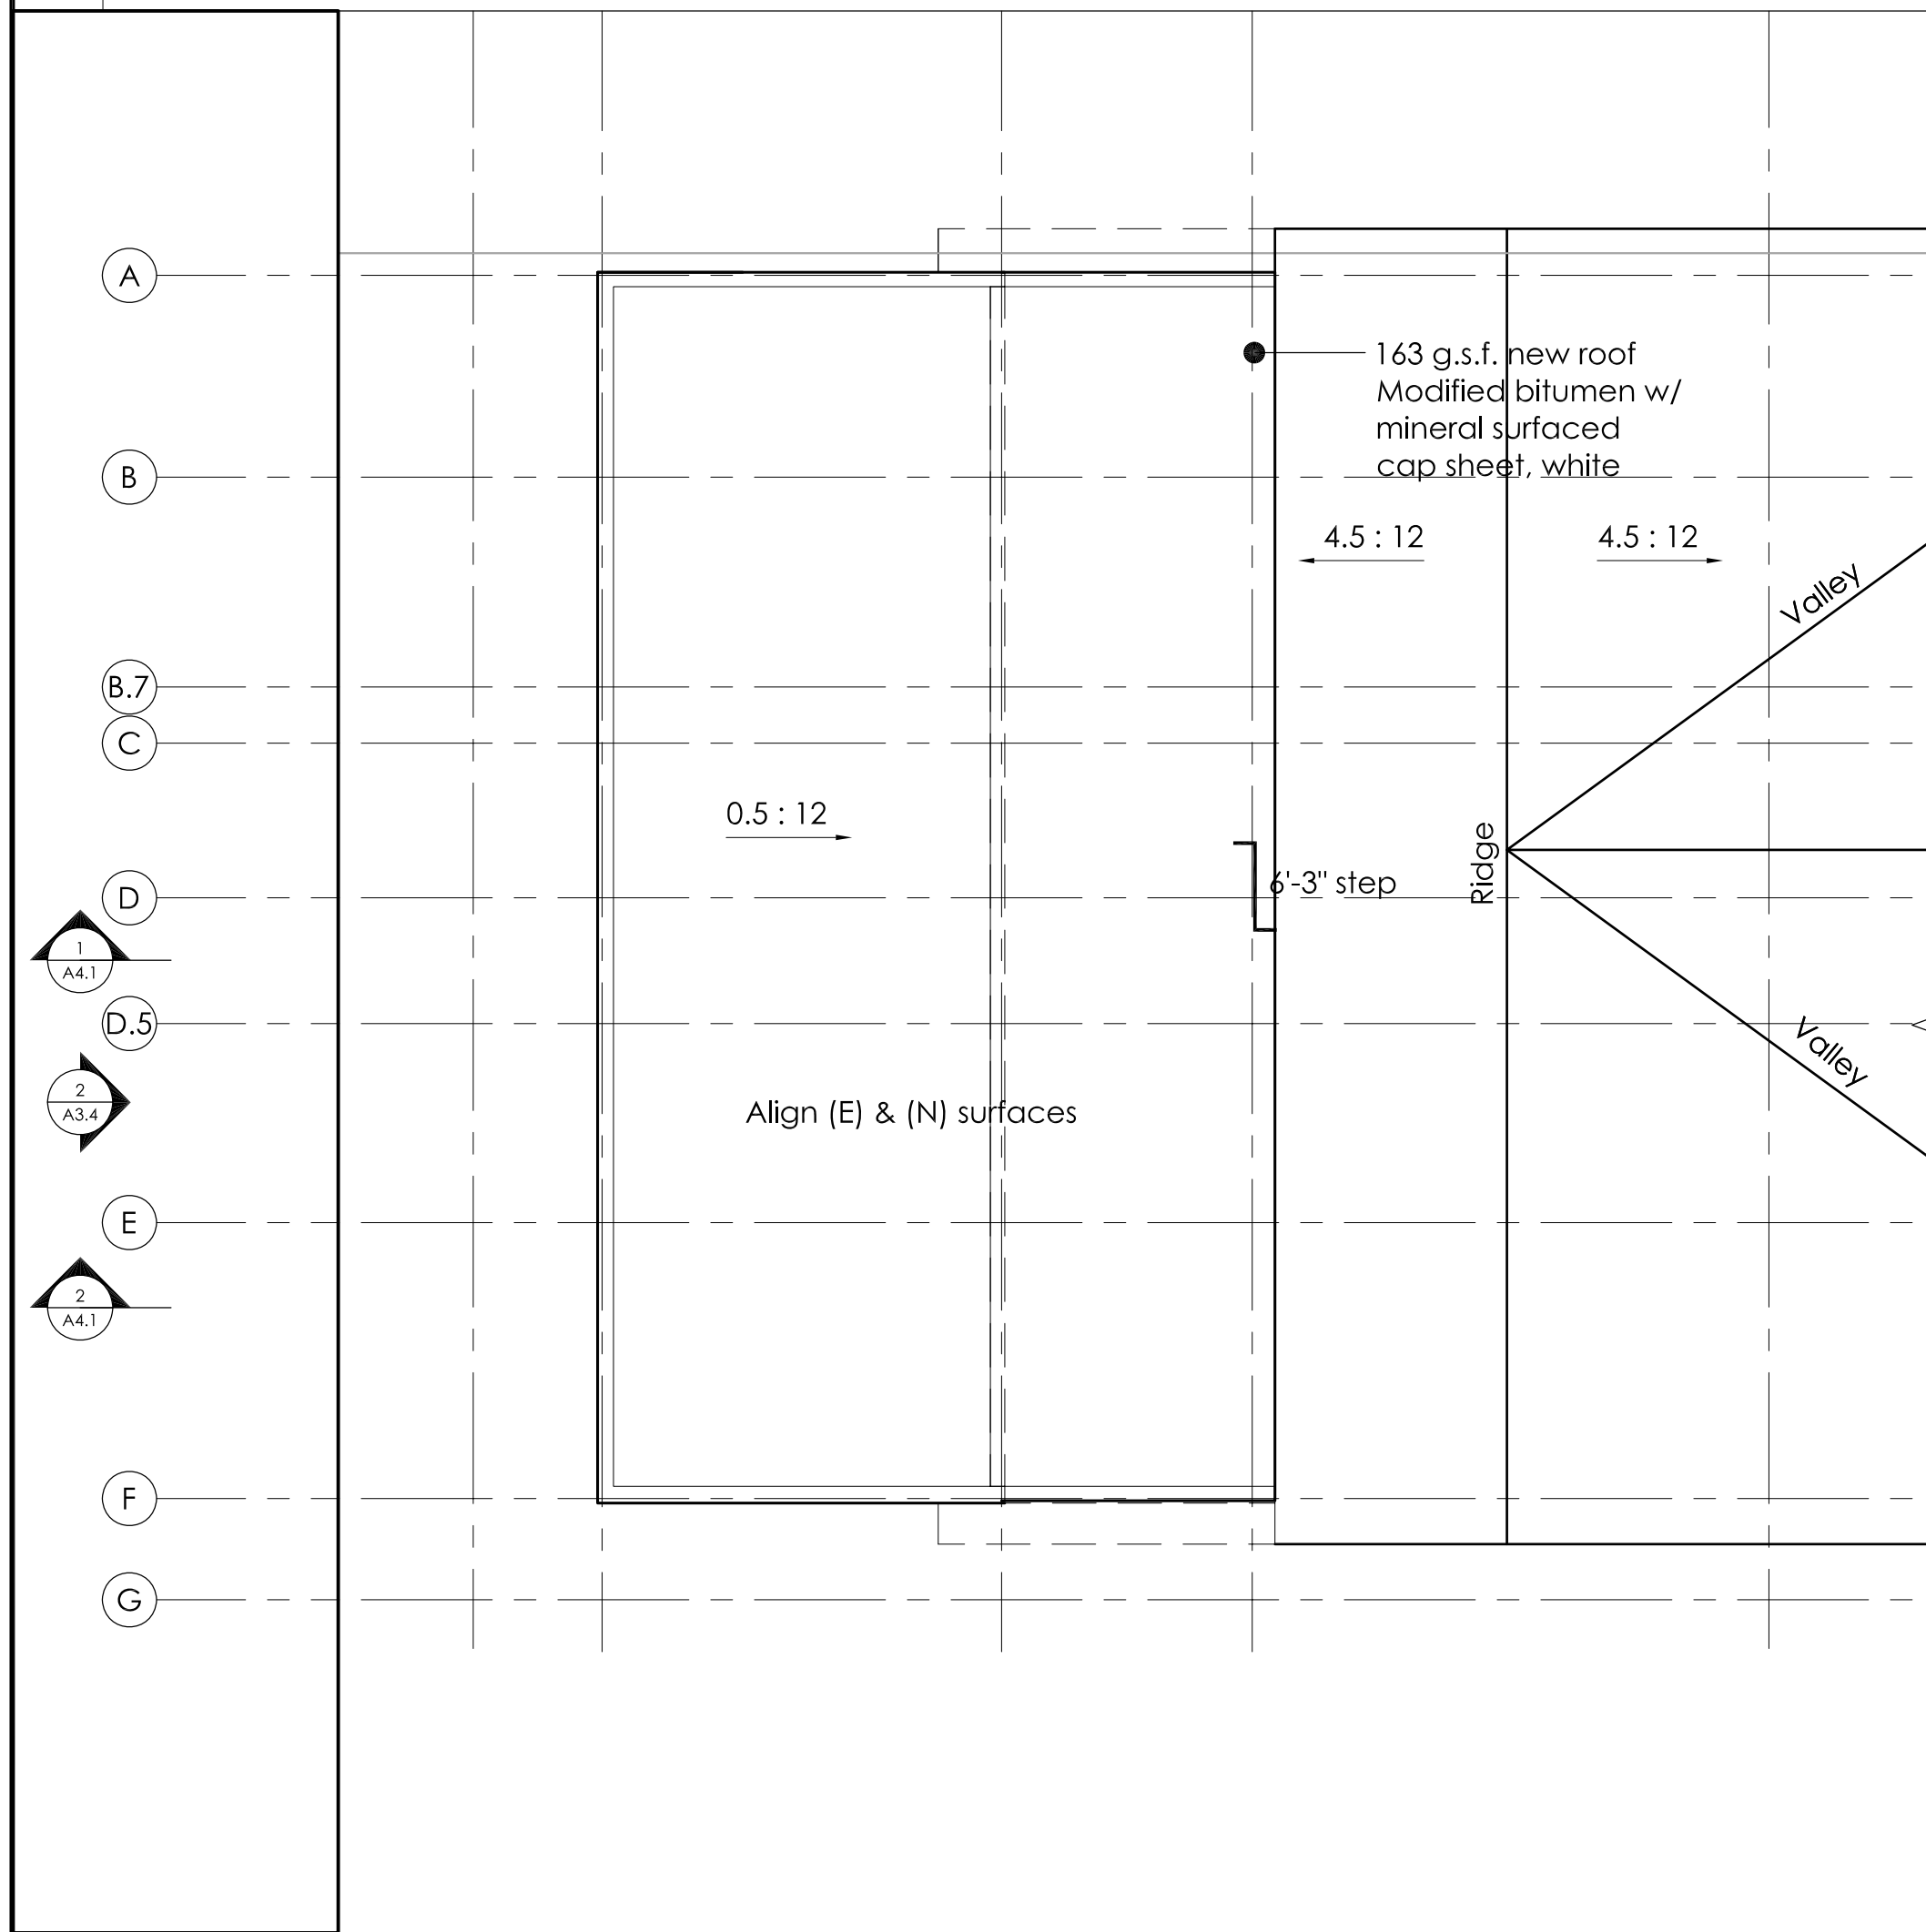 A
163 g.s.f. new roof
Modified bitumen w/
mineral surfaced
cap sheet, white
B
4.5 : 12
4.5 : 12
Valley
B.7
C
0.5 : 12
Ridge
6'-3" step
D
1
A4.1
D.5
Valley
2
A3.4
Align (E) & (N) surfaces
E
2
A4.1
F
G